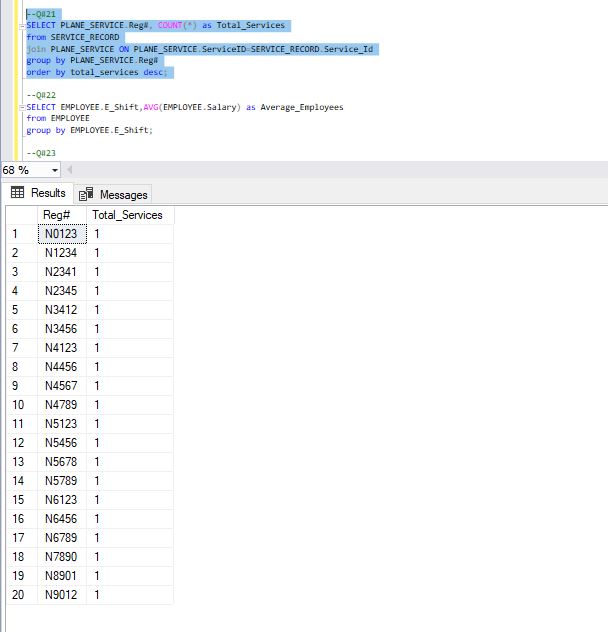 --Q#21
SELECT PLANE_SERVICE.Reg#, COUNT(*) as Total_Services
from SERVICE_RECORD
join PLANE_SERVICE ON PLANE_SERVICE.ServiceID=SERVICE_RECORD.Service_Id
group by PLANE_SERVICE.Reg#
order by total_services desc;
--Q#22
SELECT EMPLOYEE.E_Shift,AVG(EMPLOYEE.Salary) as Average_Employees
from EMPLOYEE
group by EMPLOYEE.E_Shift;
--Q#23
68 %
Results Messages
Reg# Total_Services
1 N0123 1
2 N1234 1
3 N2341 1
4 N2345 1
5 N3412 1
6 N3456 1
7 N4123 1
8 N4456 1
9 N4567 1
10 N4789 1
11 N5123 1
12 N5456 1
13 N5678 1
14 N5789 1
15 N6123 1
16 N6456 1
17 N6789 1
18 N7890 1
19 N8901 1
20 N9012 1